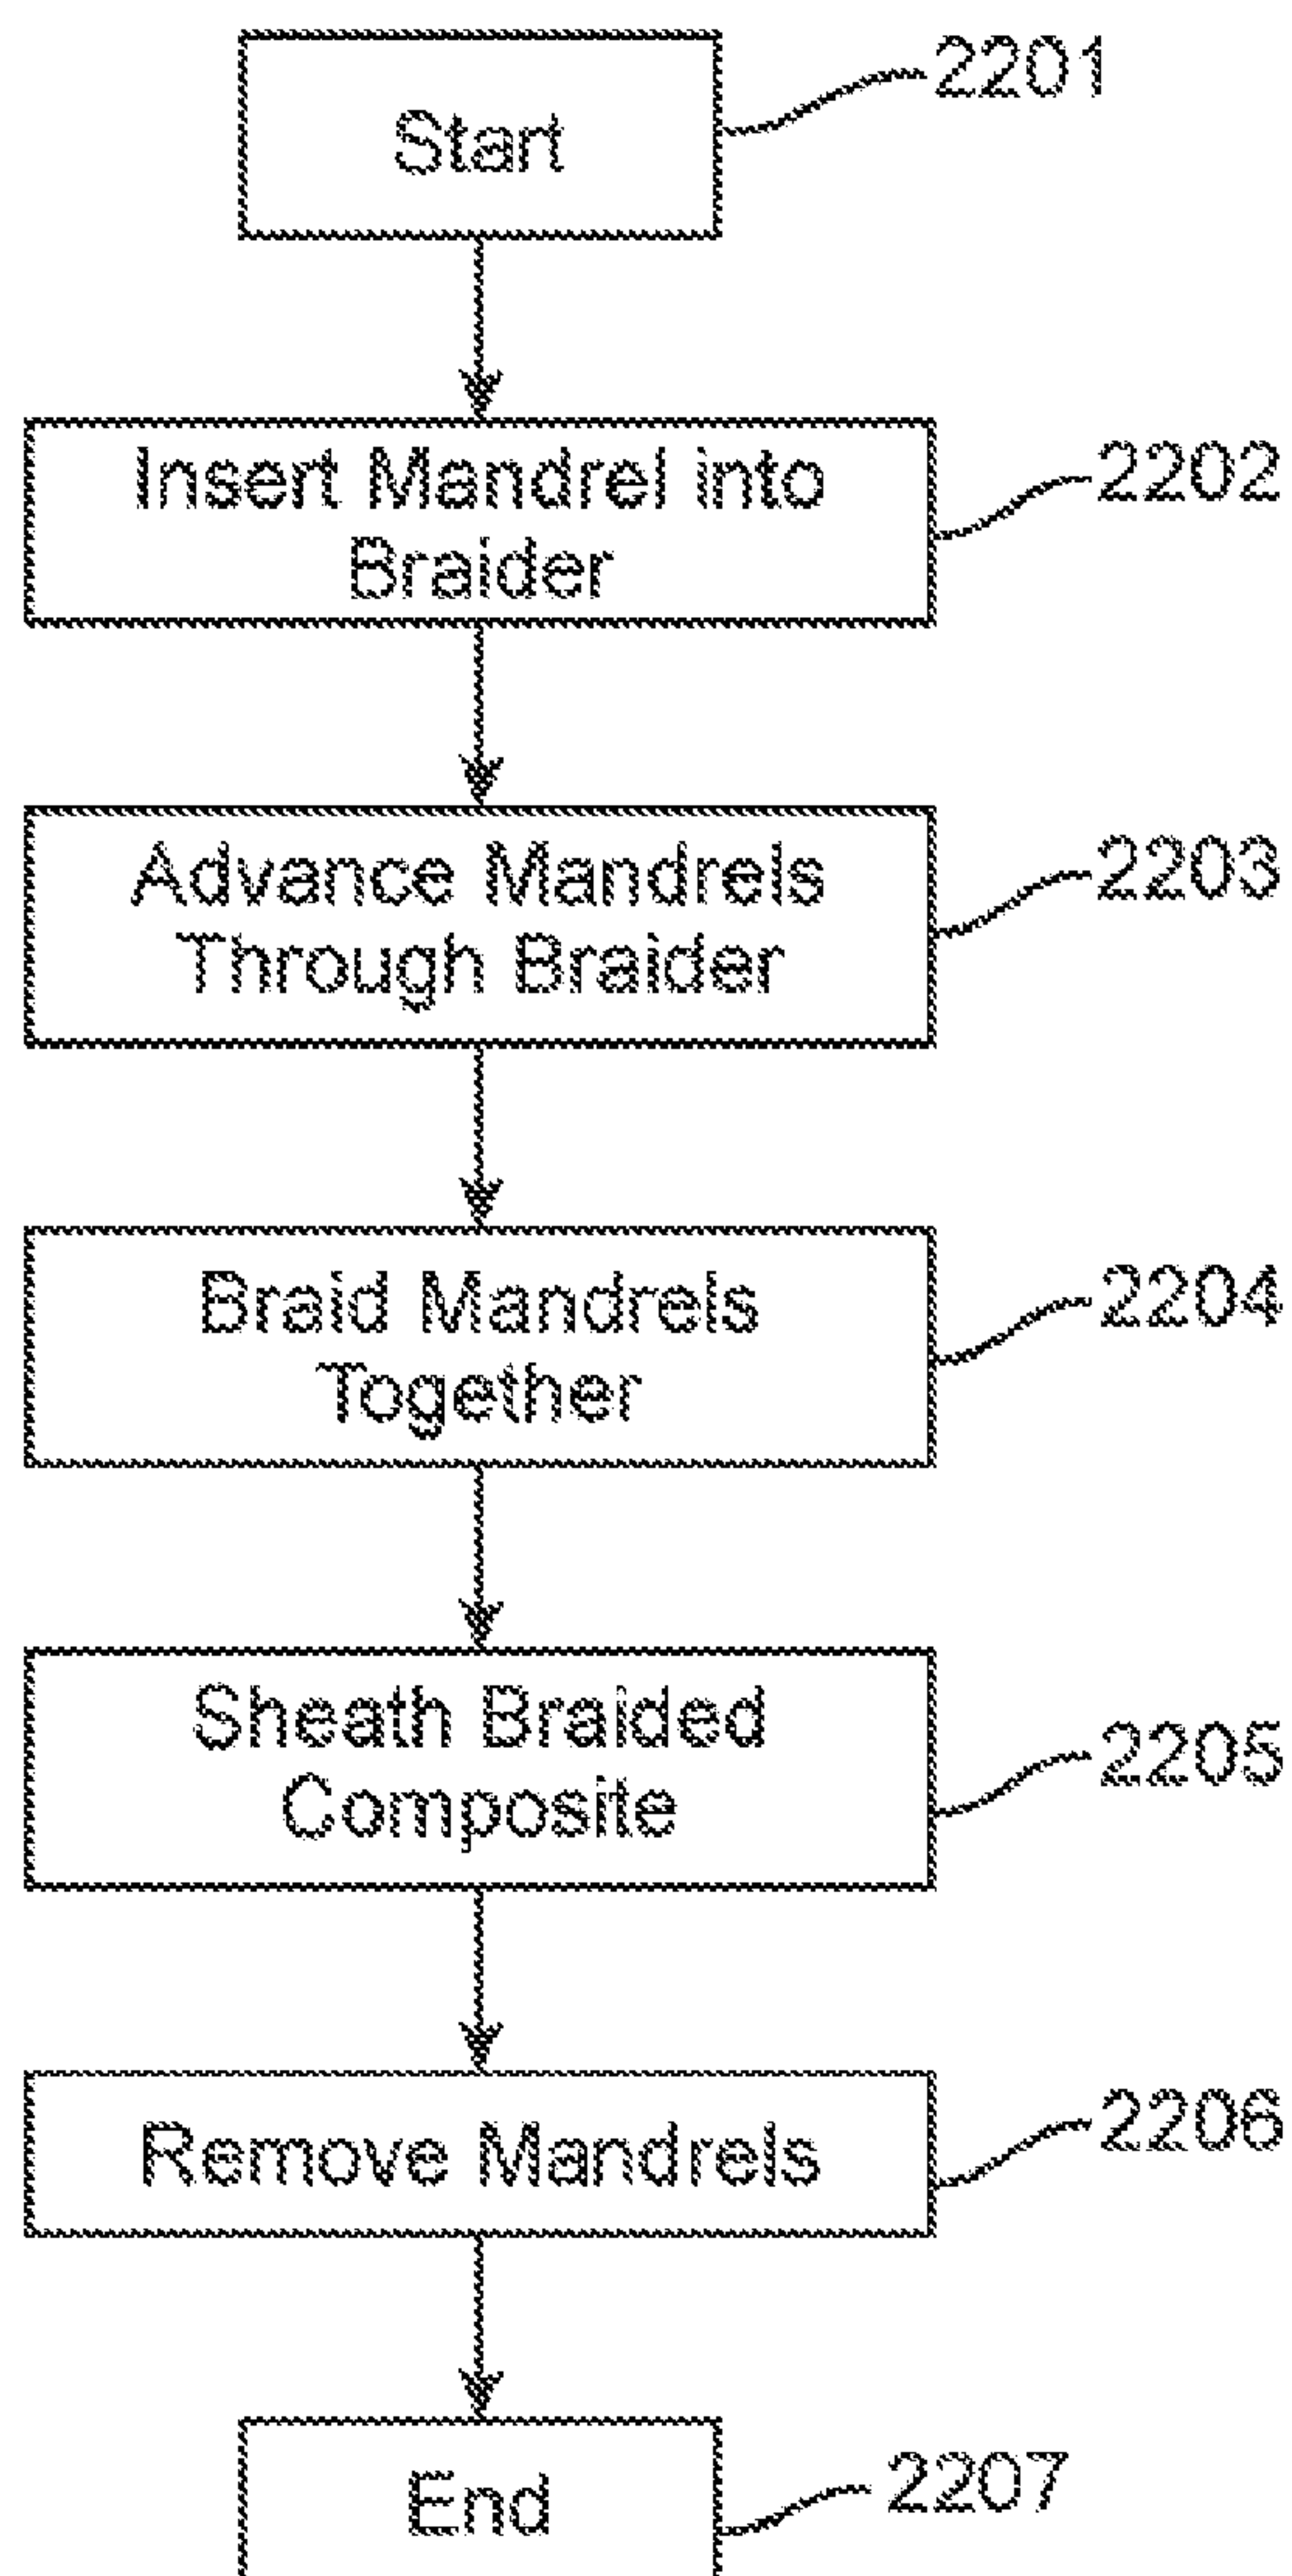 Start
2201
Insert Mandrel into
Braider
2202
Advance Mandrels
Through Braider
2203
Braid Mandrels
Together
2204
Sheath Braided
Composite
2205
Remove Mandrels
2206
End
2207